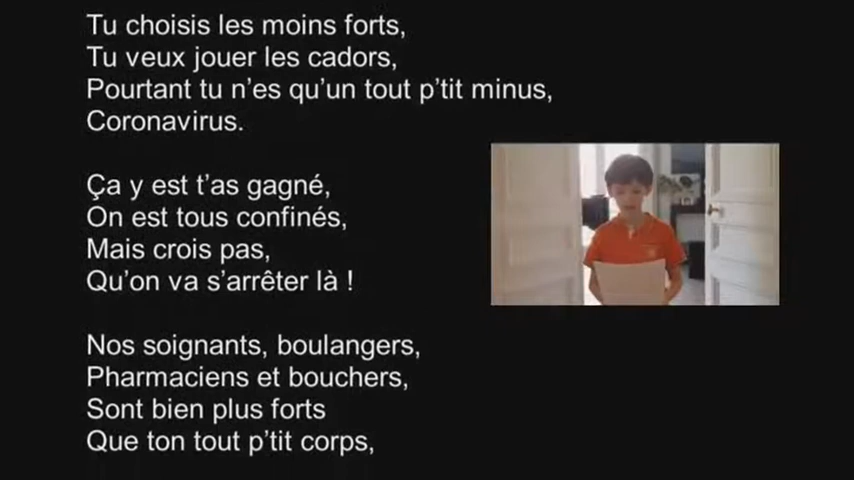 Tu choisis les moins forts,
Tu veux jouer les cadors,
Pourtant tu n’es qu’un tout p’tit minus,
Coronavirus.
Ça y est t’as gagné,
On est tous confinés,
Mais crois pas,
Qu’on va s’arrêter là !
Nos soignants, boulangers,
Pharmaciens et bouchers,
Sont bien plus forts
Que ton tout p’tit corps,